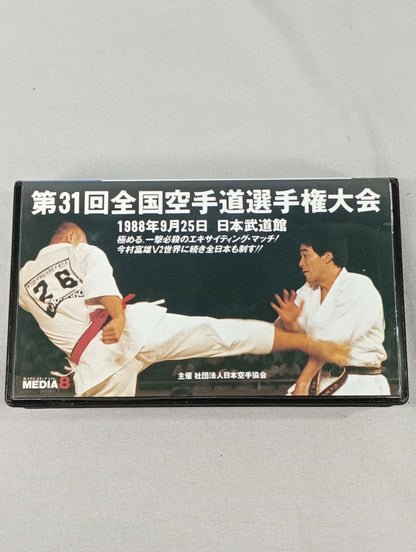 第31回全国空手道選手権大会
1988年9月25日 日本武道館
極める、一撃必殺のエキサイティング・マッチ!
今村富雄V2世界に続き全日本も制す!!
26
MEDIA8
主催 社団法人日本空手協会